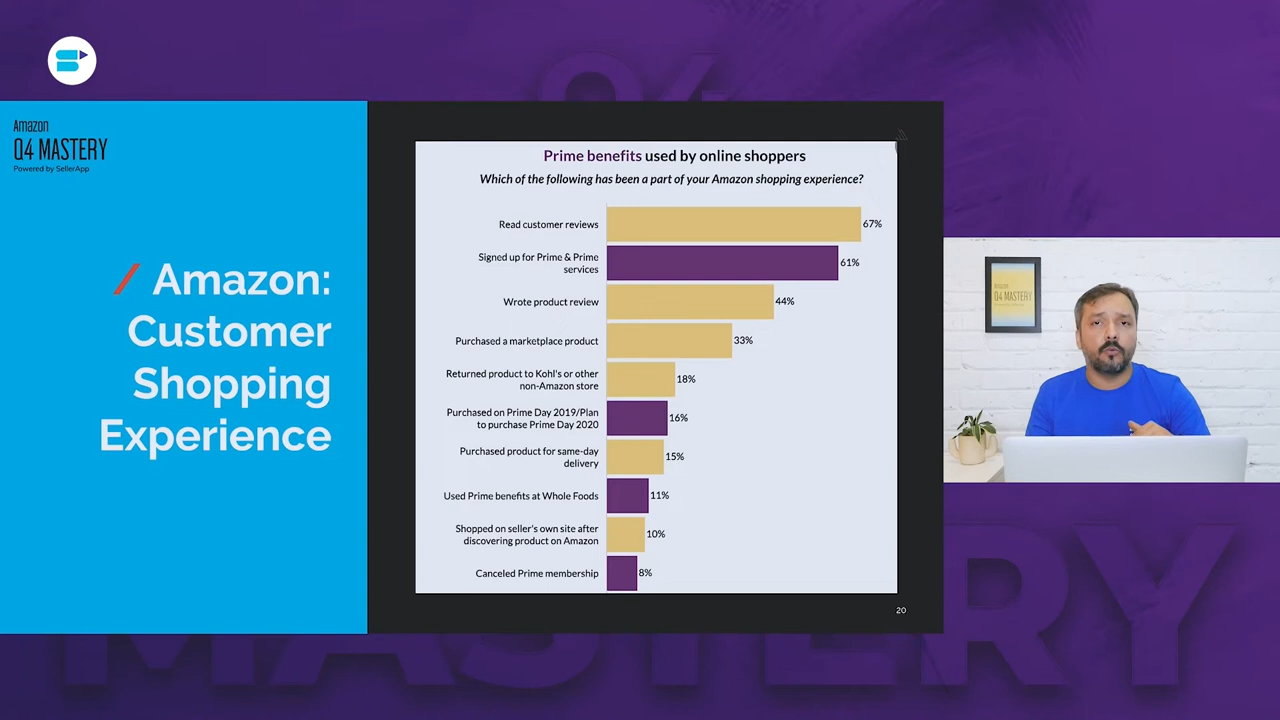 Amazon
Q4 MASTERY
Powered by SellerApp
/ Amazon:
Customer
Shopping
Experience
Prime benefits used by online shoppers
Which of the following has been a part of your Amazon shopping experience?
Read customer reviews 67%
Signed up for Prime & Prime
services 61%
Wrote product review 44%
Purchased a marketplace product 33%
Returned product to Kohl's or other
non-Amazon store 18%
Purchased on Prime Day 2019/Plan
to purchase Prime Day 2020 16%
Purchased product for same-day
delivery 15%
Used Prime benefits at Whole Foods 11%
Shopped on seller's own site after
discovering product on Amazon 10%
Canceled Prime membership 8%
20
Amazon
Q4 MASTERY
Q4
MASTERY